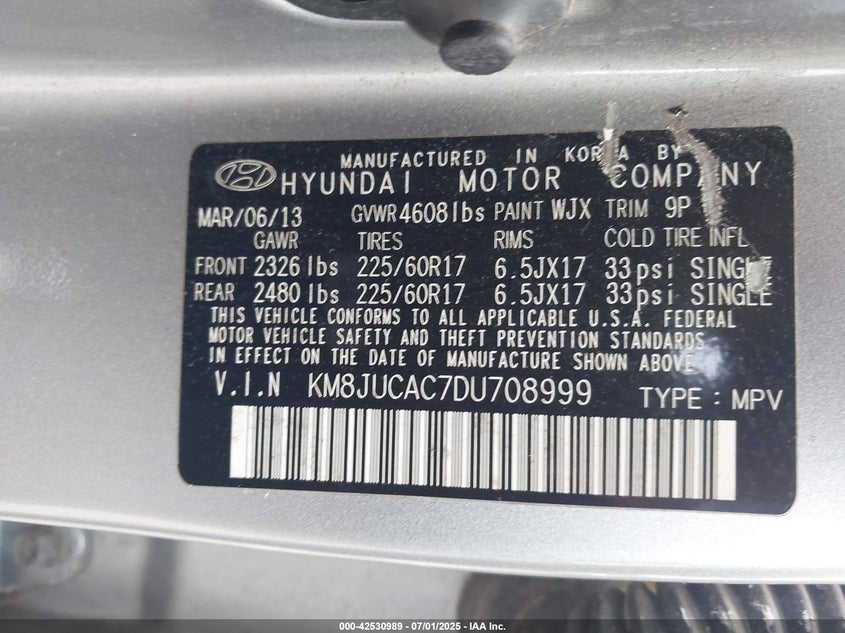 MANUFACTURED IN KOREA BY
HYUNDAI MOTOR COMPANY
MAR/06/13 GVWR 4608lbs PAINT WJX TRIM 9P
GAWR TIRES RIMS COLD TIRE INFL
FRONT 2326 lbs 225/60R17 6.5JX17 33psi SINGLE
REAR 2480 lbs 225/60R17 6.5JX17 33psi SINGLE
THIS VEHICLE CONFORMS TO ALL APPLICABLE U.S.A. FEDERAL
MOTOR VEHICLE SAFETY AND THEFT PREVENTION STANDARDS
IN EFFECT ON THE DATE OF MANUFACTURE SHOWN ABOVE.
V.I.N KM8JUCAC7DU708999 TYPE : MPV
000-42530989 - 07/01/2025 - IAA Inc.